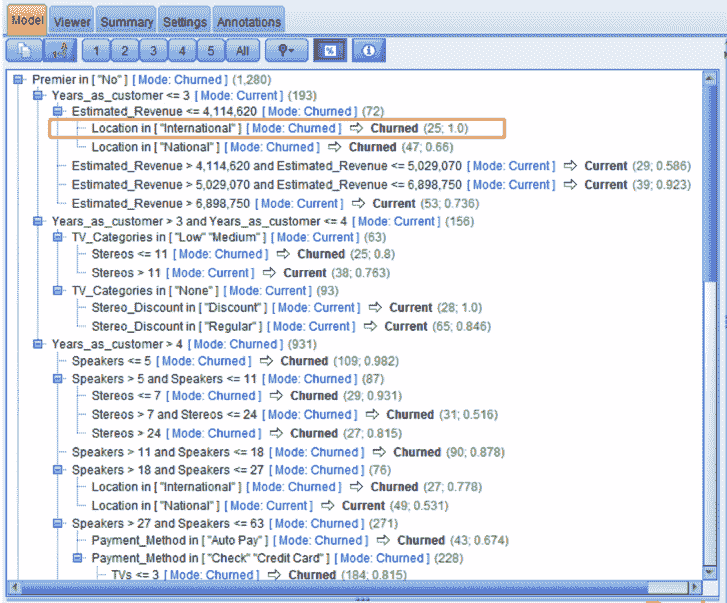 Model Viewer Summary Settings Annotations
1 2 3 4 5 All %
Premier in [ "No" ] [ Mode: Churned ] (1,280)
Years_as_customer <= 3 [ Mode: Current ] (193)
Estimated_Revenue <= 4,114,620 [ Mode: Churned ] (72)
Location in [ "International" ] [ Mode: Churned ] ⇨ Churned (25; 1.0)
Location in [ "National" ] [ Mode: Churned ] ⇨ Churned (47; 0.66)
Estimated_Revenue > 4,114,620 and Estimated_Revenue <= 5,029,070 [ Mode: Current ] ⇨ Current (29; 0.586)
Estimated_Revenue > 5,029,070 and Estimated_Revenue <= 6,898,750 [ Mode: Current ] ⇨ Current (39; 0.923)
Estimated_Revenue > 6,898,750 [ Mode: Current ] ⇨ Current (53; 0.736)
Years_as_customer > 3 and Years_as_customer <= 4 [ Mode: Current ] (156)
TV_Categories in [ "Low" "Medium" ] [ Mode: Current ] (63)
Stereos <= 11 [ Mode: Churned ] ⇨ Churned (25; 0.8)
Stereos > 11 [ Mode: Current ] ⇨ Current (38; 0.763)
TV_Categories in [ "None" ] [ Mode: Current ] (93)
Stereo_Discount in [ "Discount" ] [ Mode: Current ] ⇨ Current (28; 1.0)
Stereo_Discount in [ "Regular" ] [ Mode: Current ] ⇨ Current (65; 0.846)
Years_as_customer > 4 [ Mode: Churned ] (931)
Speakers <= 5 [ Mode: Churned ] ⇨ Churned (109; 0.982)
Speakers > 5 and Speakers <= 11 [ Mode: Churned ] (87)
Stereos <= 7 [ Mode: Churned ] ⇨ Churned (29; 0.931)
Stereos > 7 and Stereos <= 24 [ Mode: Churned ] ⇨ Churned (31; 0.516)
Stereos > 24 [ Mode: Churned ] ⇨ Churned (27; 0.815)
Speakers > 11 and Speakers <= 18 [ Mode: Churned ] ⇨ Churned (90; 0.878)
Speakers > 18 and Speakers <= 27 [ Mode: Churned ] (76)
Location in [ "International" ] [ Mode: Churned ] ⇨ Churned (27; 0.778)
Location in [ "National" ] [ Mode: Current ] ⇨ Current (49; 0.531)
Speakers > 27 and Speakers <= 63 [ Mode: Churned ] (271)
Payment_Method in [ "Auto Pay" ] [ Mode: Churned ] ⇨ Churned (43; 0.674)
Payment_Method in [ "Check" "Credit Card" ] [ Mode: Churned ] (228)
TVs <= 3 [ Mode: Churned ] ⇨ Churned (184; 0.815)